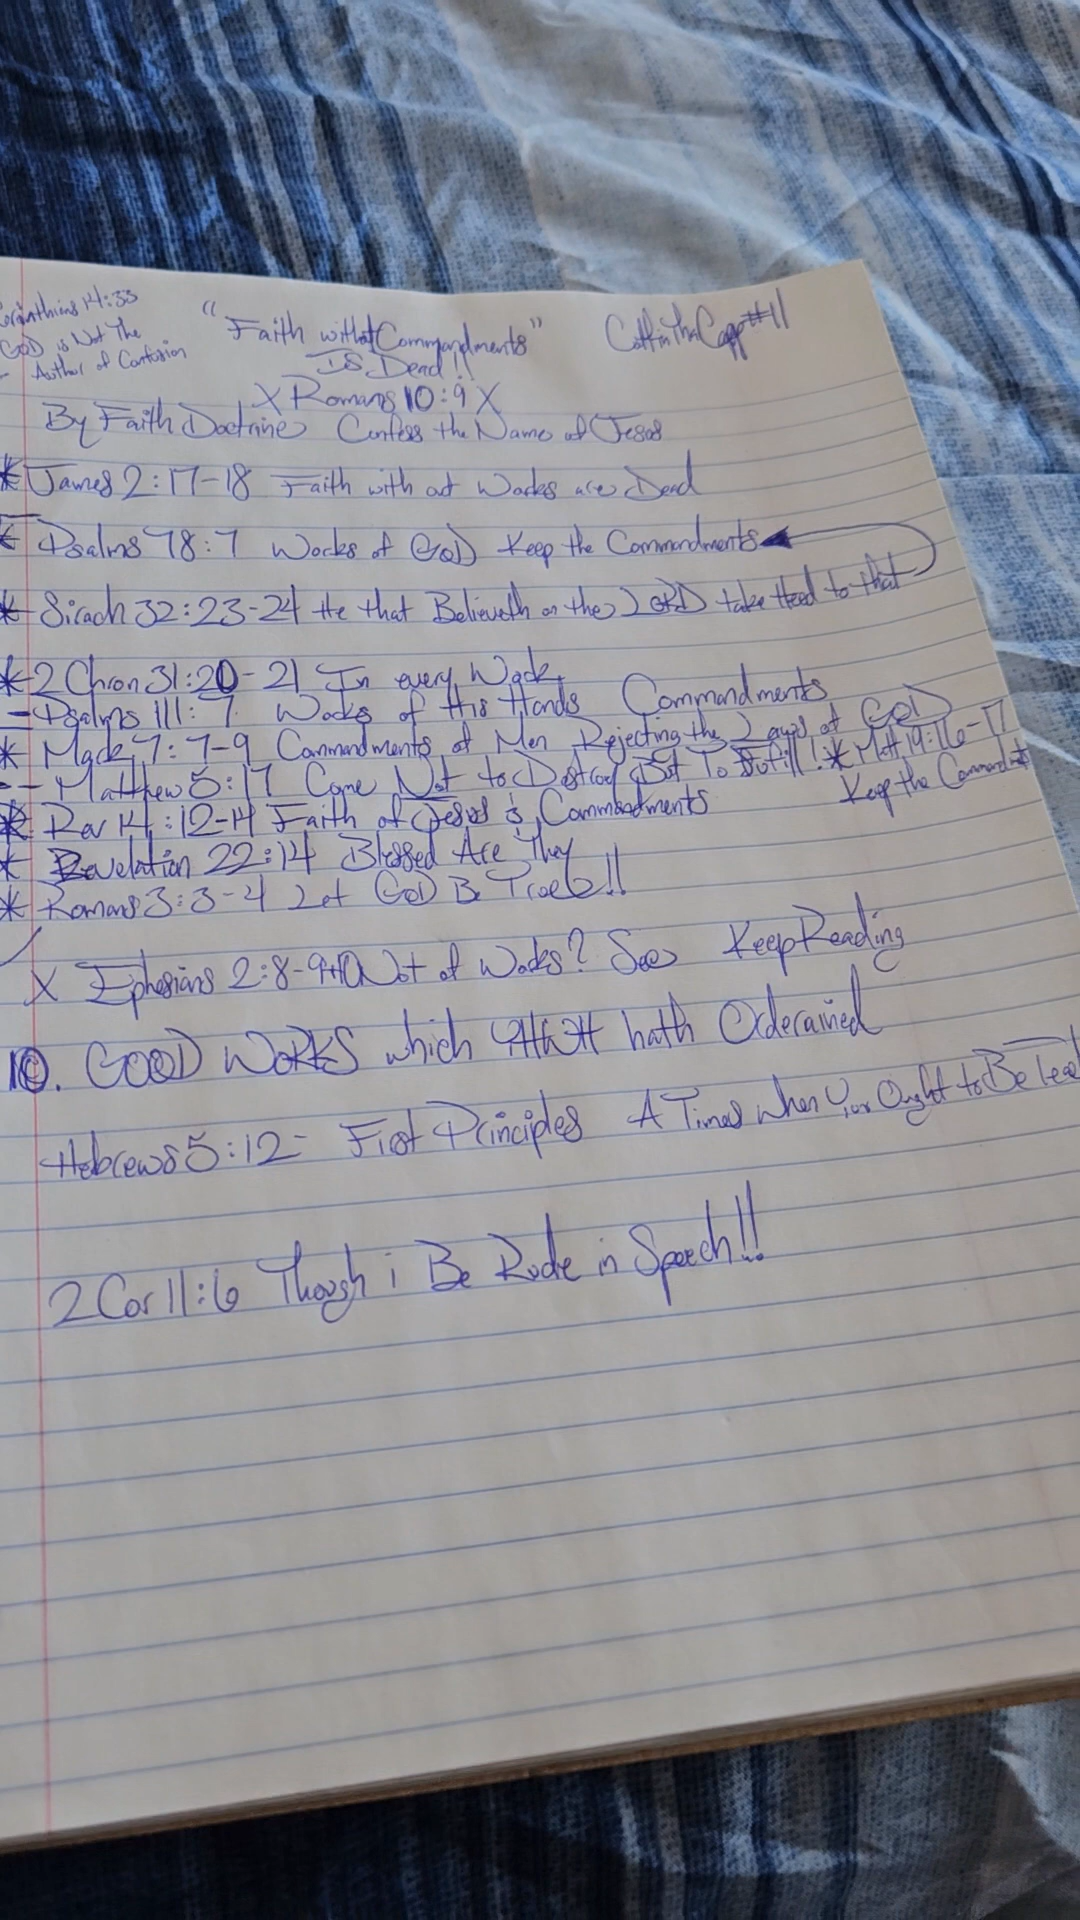 orinthians 14:33
GOD is Not The
- Author of Confusion
"Faith without Commandments"
Is Dead!!
X Romans 10:9 X
By Faith Doctrine Confess the Name of Jesus
* James 2:17-18 Faith with out Works are Dead
* Psalms 78:7 Works of GOD Keep the Commandments
* Sirach 32:23-24 He that Believeth on the LORD take Heed to that
* 2 Chron 31:20-21 In every Work,
- Psalms 111:7 Works of His Hands Commandments
* Mark 7:7-9 Commandments of Men Rejecting the Laws of GOD
-- Matthew 5:17 Came Not to Destroy But To Fulfill! * Matt 19:16-17
Keep the Commandmts
* Rev 14:12-14 Faith of Jesus & Commandments
* Revelation 22:14 Blessed Are They
* Romans 3:3-4 Let GOD Be True!!
X Ephesians 2:8-9+10 Not of Works? See Keep Reading
10. GOOD WORKS which hath Orderained
Hebrews 5:12- First Principles A Time when Your Ought to Be Teac
2 Cor 11:6 Though i Be Rude in Speech!!